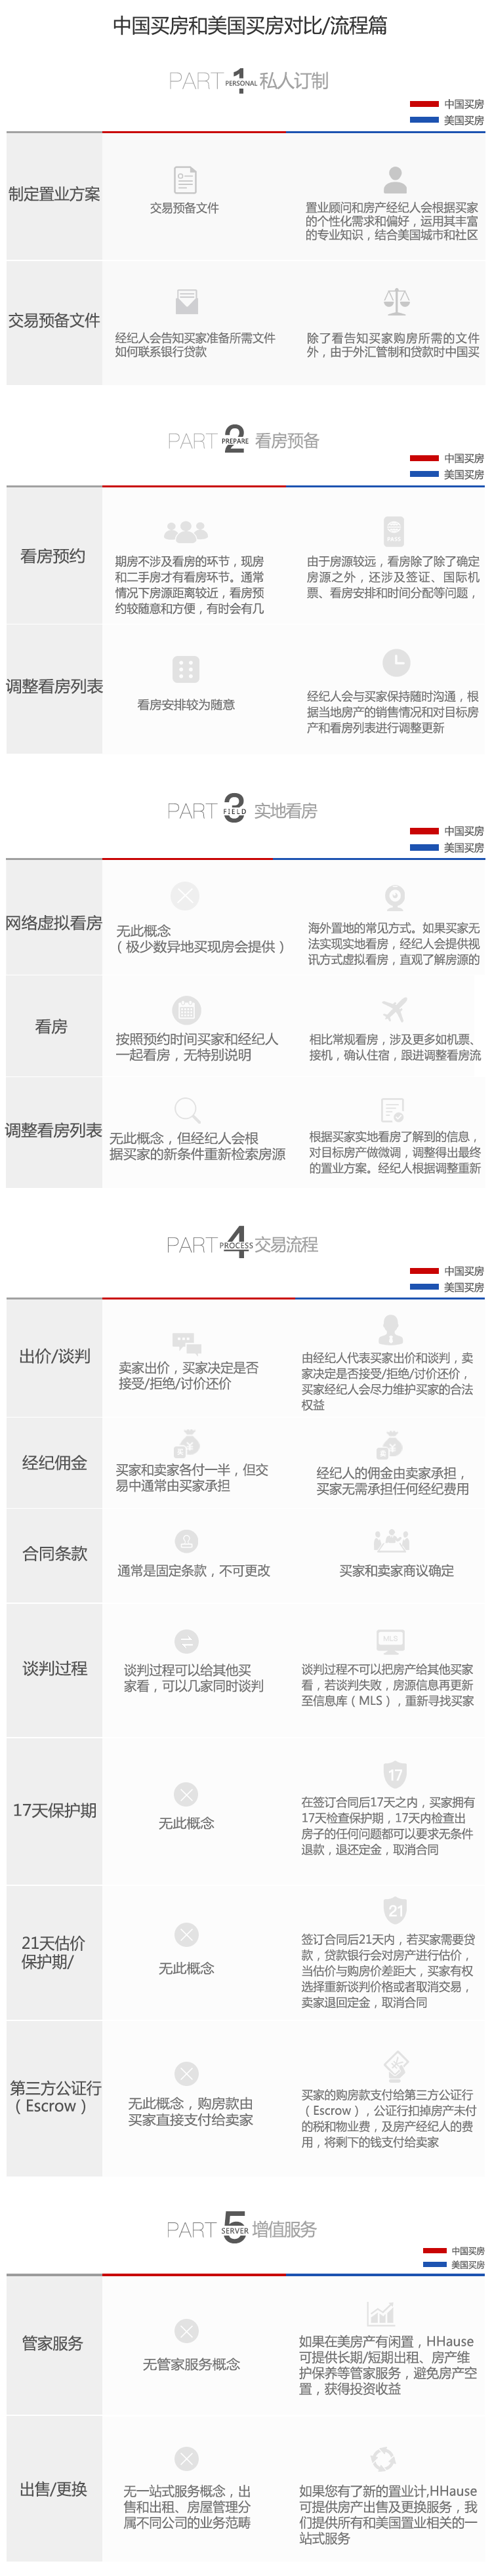 中国买房和美国买房对比/流程篇
PART 1 PERSONAL 私人订制
中国买房
美国买房
制定置业方案
交易预备文件
置业顾问和房产经纪人会根据买家
的个性化需求和偏好，运用其丰富
的专业知识，结合美国城市和社区
交易预备文件
经纪人会告知买家准备所需文件
如何联系银行贷款
除了看告知买家购房所需的文件
外，由于外汇管制和贷款时中国买
PART 2 PREPARE 看房预备
中国买房
美国买房
看房预约
期房不涉及看房的环节，现房
和二手房才有看房环节。通常
情况下房源距离较近，看房预
约较随意和方便，有时会有几
PASS
由于房源较远，看房除了除了确定
房源之外，还涉及签证、国际机
票、看房安排和时间分配等问题，
调整看房列表
看房安排较为随意
经纪人会与买家保持随时沟通，根
据当地房产的销售情况和对目标房
产和看房列表进行调整更新
PART 3 FIELD 实地看房
中国买房
美国买房
网络虚拟看房
无此概念
（极少数异地买现房会提供）
海外置地的常见方式。如果买家无
法实现实地看房，经纪人会提供视
讯方式虚拟看房，直观了解房源的
看房
按照预约时间买家和经纪人
一起看房，无特别说明
相比常规看房，涉及更多如机票、
接机，确认住宿，跟进调整看房流
调整看房列表
无此概念，但经纪人会根
据买家的新条件重新检索房源
根据买家实地看房了解到的信息，
对目标房产做微调，调整得出最终
的置业方案。经纪人根据调整重新
PART 4 PROCESS 交易流程
中国买房
美国买房
出价/谈判
卖家出价，买家决定是否
接受/拒绝/讨价还价
由经纪人代表买家出价和谈判，卖
家决定是否接受/拒绝/讨价还价，
买家经纪人会尽力维护买家的合法
权益
经纪佣金
买家和卖家各付一半，但交
易中通常由买家承担
经纪人的佣金由卖家承担，
买家无需承担任何经纪费用
合同条款
通常是固定条款，不可更改
买家和卖家商议确定
谈判过程
谈判过程可以给其他买
家看，可以几家同时谈判
MLS
谈判过程不可以把房产给其他买家
看，若谈判失败，房源信息再更新
至信息库（MLS），重新寻找买家
17天保护期
无此概念
17
在签订合同后17天之内，买家拥有
17天检查保护期，17天内检查出
房子的任何问题都可以要求无条件
退款，退还定金，取消合同
21天估价
保护期/
无此概念
21
签订合同后21天内，若买家需要贷
款，贷款银行会对房产进行估价，
当估价与购房价差距大，买家有权
选择重新谈判价格或者取消交易，
卖家退回定金，取消合同
第三方公证行
（Escrow）
无此概念，购房款由
买家直接支付给卖家
买家的购房款支付给第三方公证行
（Escrow），公证行扣掉房产未付
的税和物业费，及房产经纪人的费
用，将剩下的钱支付给卖家
PART 5 SERVER 增值服务
中国买房
美国买房
管家服务
无管家服务概念
如果在美房产有闲置，HHause
可提供长期/短期出租、房产维
护保养等管家服务，避免房产空
置，获得投资收益
出售/更换
无一站式服务概念，出
售和出租、房屋管理分
属不同公司的业务范畴
如果您有了新的置业计,HHause
可提供房产出售及更换服务，我
们提供所有和美国置业相关的一
站式服务